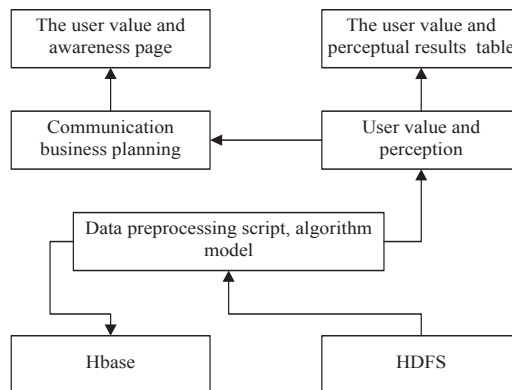 The user value and
awareness page
The user value and
perceptual results table
Communication
business planning
User value and
perception
Data preprocessing script, algorithm
model
Hbase
HDFS